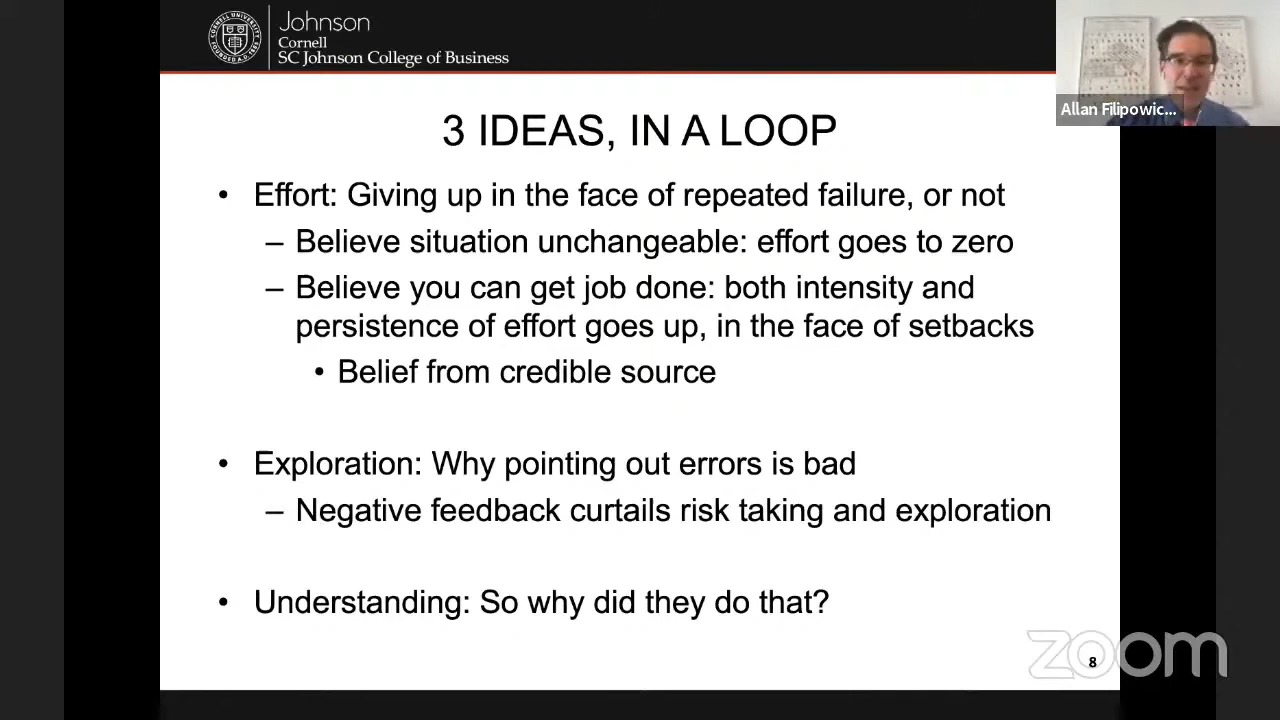 Johnson
Cornell
SC Johnson College of Business
Allan Filipowic...
3 IDEAS, IN A LOOP
• Effort: Giving up in the face of repeated failure, or not
– Believe situation unchangeable: effort goes to zero
– Believe you can get job done: both intensity and
persistence of effort goes up, in the face of setbacks
• Belief from credible source
• Exploration: Why pointing out errors is bad
– Negative feedback curtails risk taking and exploration
• Understanding: So why did they do that?
zoom
8